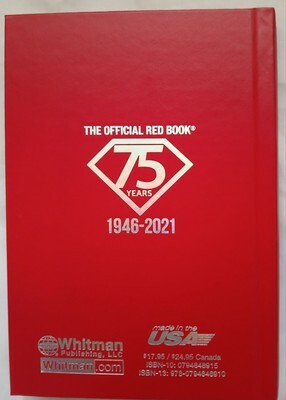 THE OFFICIAL RED BOOK®
75
YEARS
1946-2021
Whitman
Publishing, LLC
Whitman.com
made in the
USA
$17.95 / $24.95 Canada
ISBN-10: 0794848915
ISBN-13: 978-0794848910